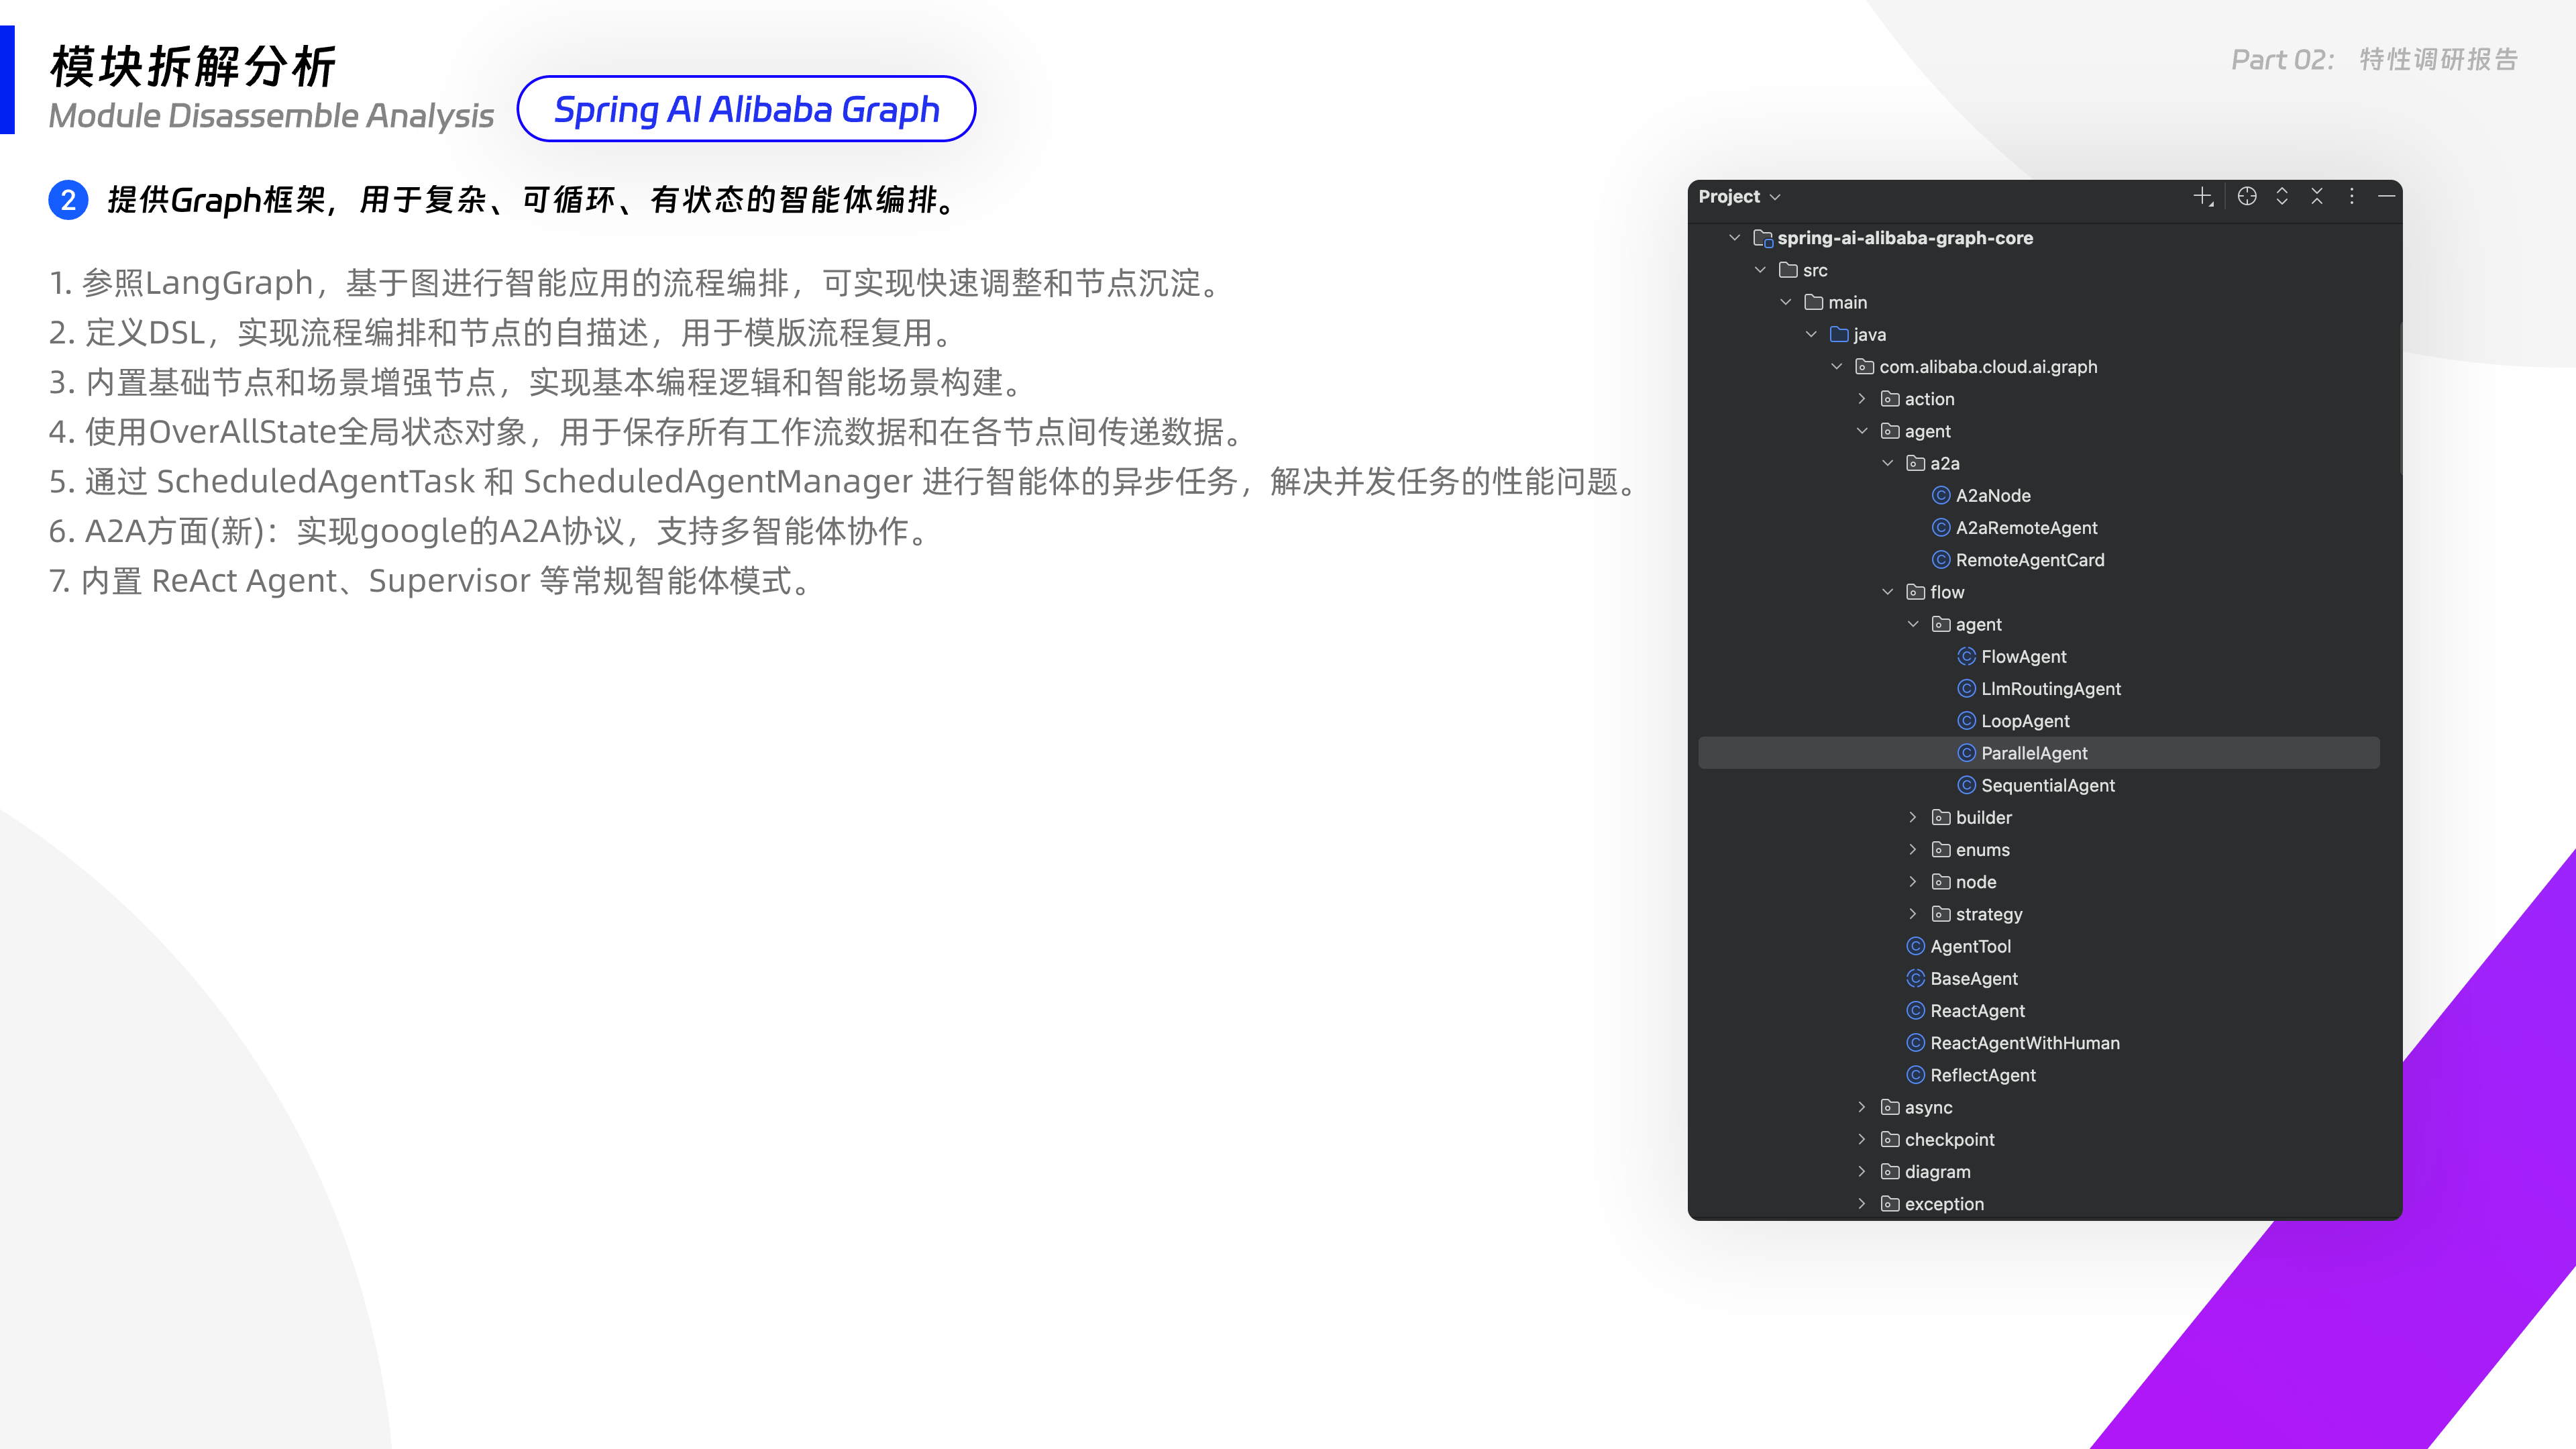 模块拆解分析
Module Disassemble Analysis
Spring AI Alibaba Graph
Part 02： 特性调研报告
2 提供Graph框架，用于复杂、可循环、有状态的智能体编排。
1. 参照LangGraph，基于图进行智能应用的流程编排，可实现快速调整和节点沉淀。
2. 定义DSL，实现流程编排和节点的自描述，用于模版流程复用。
3. 内置基础节点和场景增强节点，实现基本编程逻辑和智能场景构建。
4. 使用OverAllState全局状态对象，用于保存所有工作流数据和在各节点间传递数据。
5. 通过 ScheduledAgentTask 和 ScheduledAgentManager 进行智能体的异步任务，解决并发任务的性能问题。
6. A2A方面(新)：实现google的A2A协议，支持多智能体协作。
7. 内置 ReAct Agent、Supervisor 等常规智能体模式。
Project
spring-ai-alibaba-graph-core
src
main
java
com.alibaba.cloud.ai.graph
action
agent
a2a
A2aNode
A2aRemoteAgent
RemoteAgentCard
flow
agent
FlowAgent
LlmRoutingAgent
LoopAgent
ParallelAgent
SequentialAgent
builder
enums
node
strategy
AgentTool
BaseAgent
ReactAgent
ReactAgentWithHuman
ReflectAgent
async
checkpoint
diagram
exception